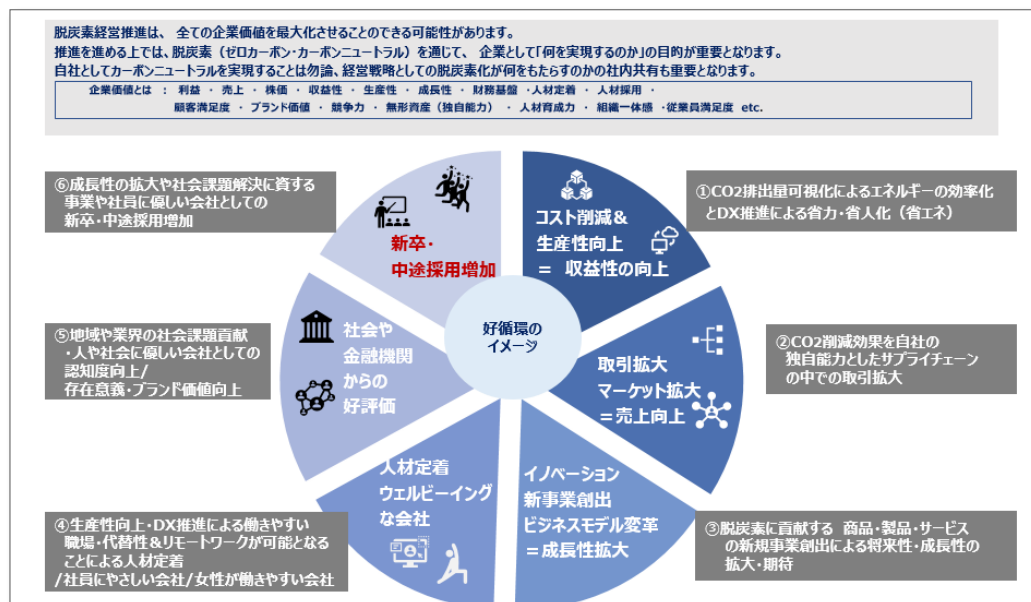 脱炭素経営推進は、全ての企業価値を最大化させることのできる可能性があります。
推進を進める上では、脱炭素（ゼロカーボン・カーボンニュートラル）を通じて、企業として「何を実現するのか」の目的が重要となります。
自社としてカーボンニュートラルを実現することは勿論、経営戦略としての脱炭素化が何をもたらすのかの社内共有も重要となります。
企業価値とは ： 利益 ・ 売上 ・ 株価 ・ 収益性 ・ 生産性 ・ 成長性 ・ 財務基盤 ・人材定着 ・ 人材採用 ・
顧客満足度 ・ ブランド価値 ・ 競争力 ・ 無形資産（独自能力） ・ 人材育成力 ・ 組織一体感 ・従業員満足度 etc.
①CO2排出量可視化によるエネルギーの効率化
とDX推進による省力・省人化（省エネ）
コスト削減＆
生産性向上
＝ 収益性の向上
②CO2削減効果を自社の
独自能力としたサプライチェーン
の中での取引拡大
取引拡大
マーケット拡大
＝売上向上
③脱炭素に貢献する 商品・製品・サービス
の新規事業創出による将来性・成長性の
拡大・期待
イノベーション
新事業創出
ビジネスモデル変革
＝成長性拡大
④生産性向上・DX推進による働きやすい
職場・代替性＆リモートワークが可能となる
ことによる人材定着
/社員にやさしい会社/女性が働きやすい会社
人材定着
ウェルビーイング
な会社
⑤地域や業界の社会課題貢献
・人や社会に優しい会社としての
認知度向上/
存在意義・ブランド価値向上
社会や
金融機関
からの
好評価
⑥成長性の拡大や社会課題解決に資する
事業や社員に優しい会社としての
新卒・中途採用増加
新卒・
中途採用増加
好循環の
イメージ